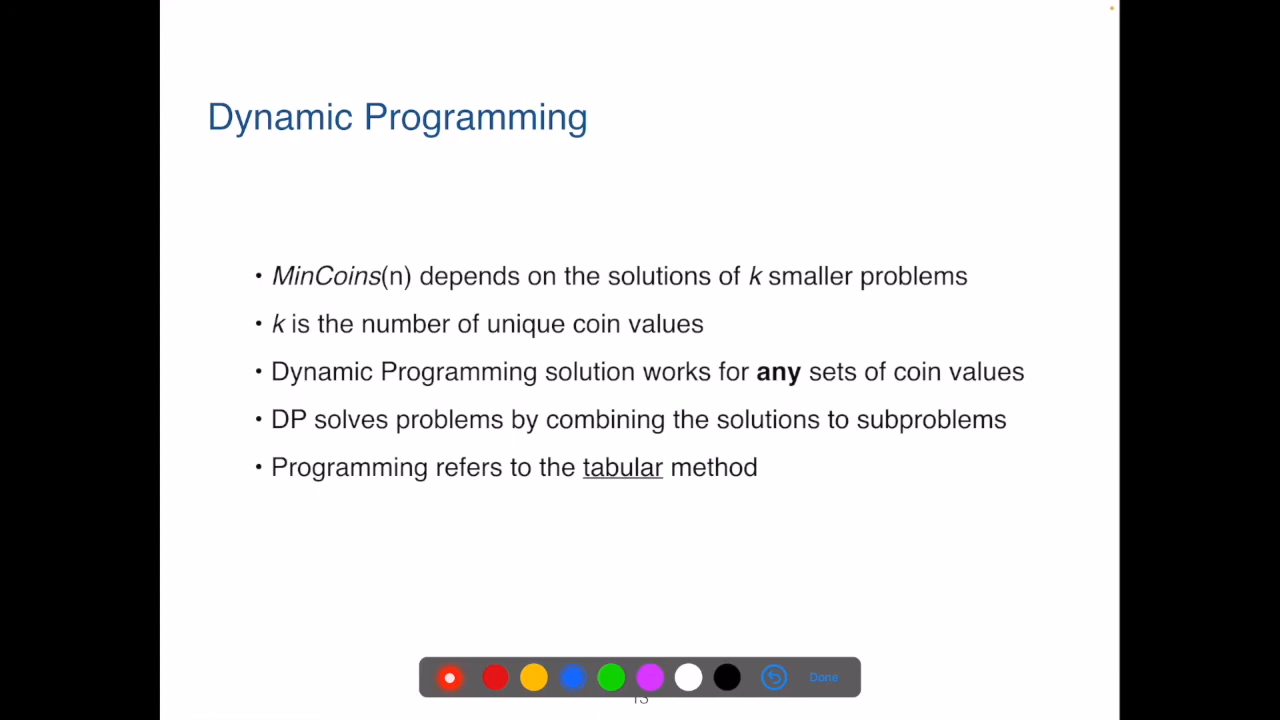 Dynamic Programming
• MinCoins(n) depends on the solutions of k smaller problems
• k is the number of unique coin values
• Dynamic Programming solution works for any sets of coin values
• DP solves problems by combining the solutions to subproblems
• Programming refers to the tabular method
Done